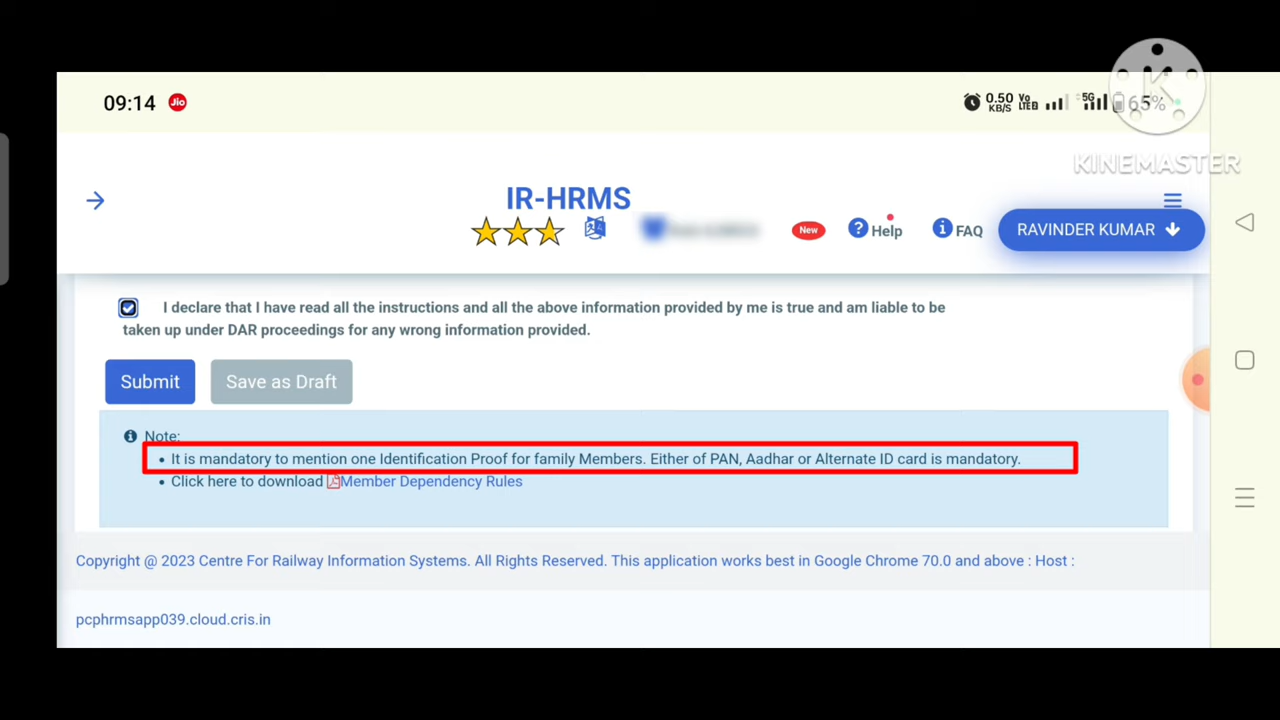 09:14 Jio
0.50 KB/S Vo LTE 5G 65%
KINEMASTER
IR-HRMS
New Help FAQ RAVINDER KUMAR
I declare that I have read all the instructions and all the above information provided by me is true and am liable to be
taken up under DAR proceedings for any wrong information provided.
Submit Save as Draft
Note:
• It is mandatory to mention one Identification Proof for family Members. Either of PAN, Aadhar or Alternate ID card is mandatory.
• Click here to download Member Dependency Rules
Copyright @ 2023 Centre For Railway Information Systems. All Rights Reserved. This application works best in Google Chrome 70.0 and above : Host :
pcphrmsapp039.cloud.cris.in